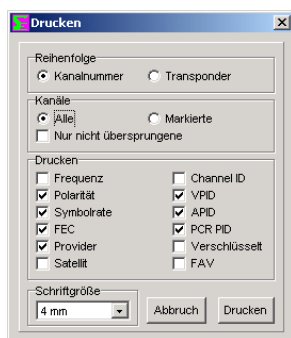 Drucken
Reihenfolge
Kanalnummer Transponder
Kanäle
Alle Markierte
Nur nicht übersprungene
Drucken
Frequenz Channel ID
Polarität VPID
Symbolrate APID
FEC PCR PID
Provider Verschlüsselt
Satellit FAV
Schriftgröße
4 mm Abbruch Drucken